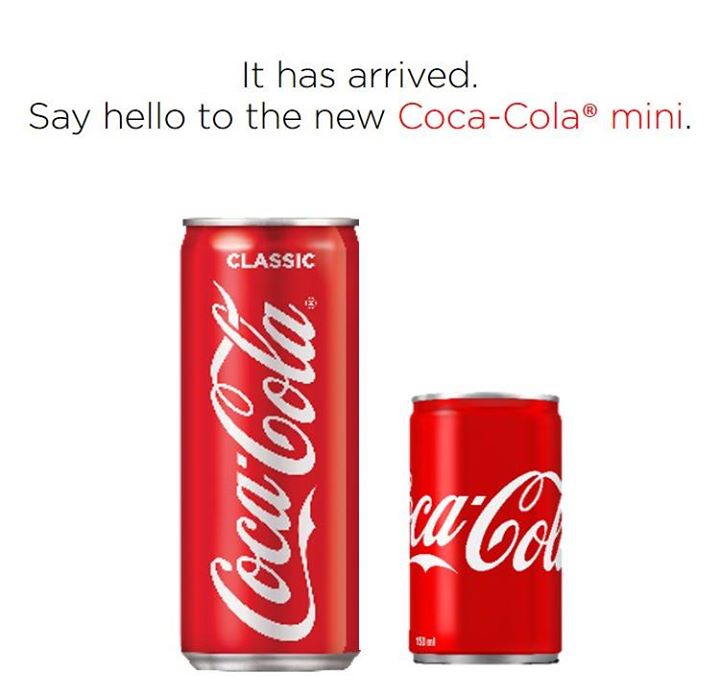 It has arrived.
Say hello to the new Coca-Cola® mini.
CLASSIC
Coca-Cola®
ca-Col
150 ml